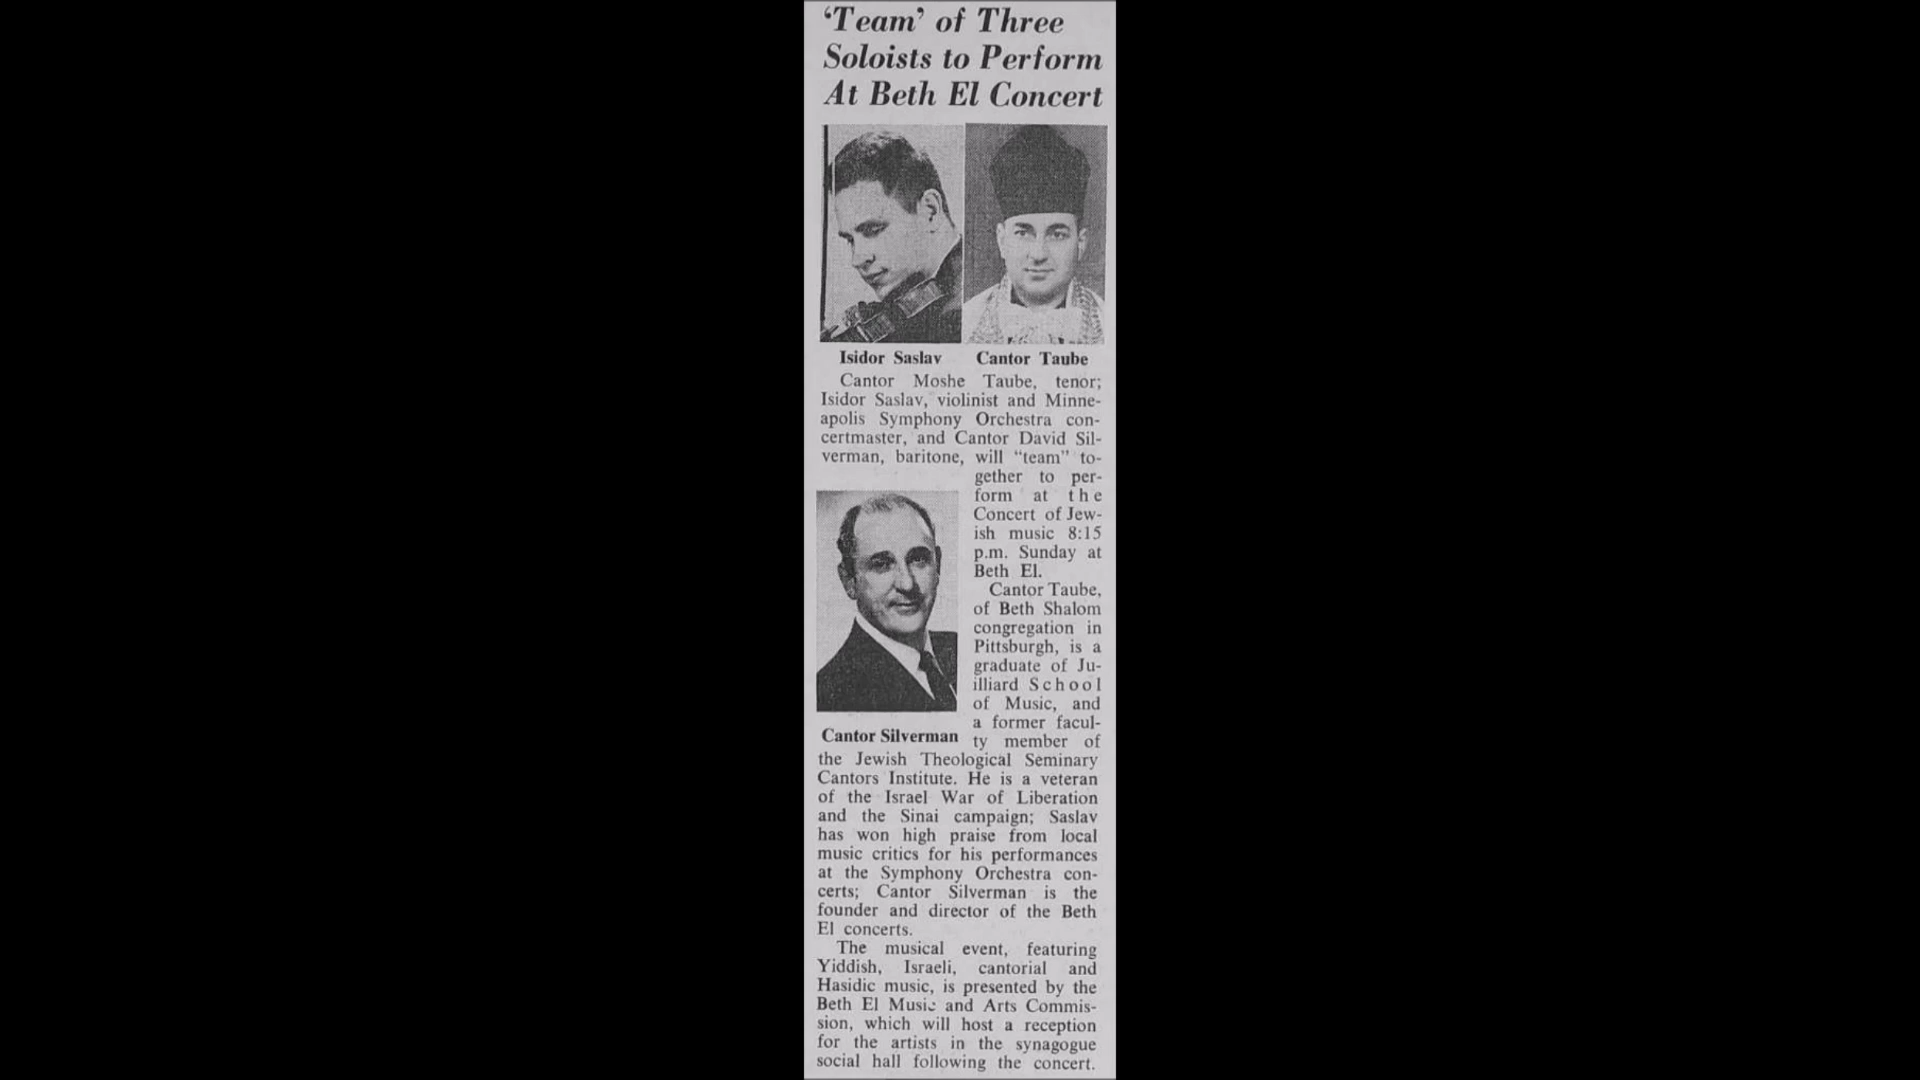 ‘Team’ of Three
Soloists to Perform
At Beth El Concert
Isidor Saslav
Cantor Taube
Cantor Moshe Taube, tenor;
Isidor Saslav, violinist and Minne-
apolis Symphony Orchestra con-
certmaster, and Cantor David Sil-
verman, baritone, will “team” to-
gether to per-
form at the
Concert of Jew-
ish music 8:15
p.m. Sunday at
Beth El.
Cantor Taube,
of Beth Shalom
congregation in
Pittsburgh, is a
graduate of Ju-
illiard School
of Music, and
a former facul-
ty member of
Cantor Silverman
the Jewish Theological Seminary
Cantors Institute. He is a veteran
of the Israel War of Liberation
and the Sinai campaign; Saslav
has won high praise from local
music critics for his performances
at the Symphony Orchestra con-
certs; Cantor Silverman is the
founder and director of the Beth
El concerts.
The musical event, featuring
Yiddish, Israeli, cantorial and
Hasidic music, is presented by the
Beth El Music and Arts Commis-
sion, which will host a reception
for the artists in the synagogue
social hall following the concert.